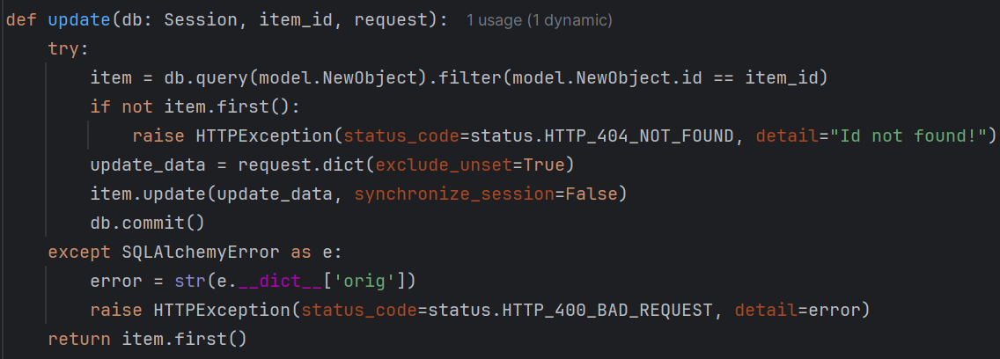 def update(db: Session, item_id, request): 1 usage (1 dynamic)
    try:
        item = db.query(model.NewObject).filter(model.NewObject.id == item_id)
        if not item.first():
            raise HTTPException(status_code=status.HTTP_404_NOT_FOUND, detail="Id not found!")
        update_data = request.dict(exclude_unset=True)
        item.update(update_data, synchronize_session=False)
        db.commit()
    except SQLAlchemyError as e:
        error = str(e.__dict__['orig'])
        raise HTTPException(status_code=status.HTTP_400_BAD_REQUEST, detail=error)
    return item.first()